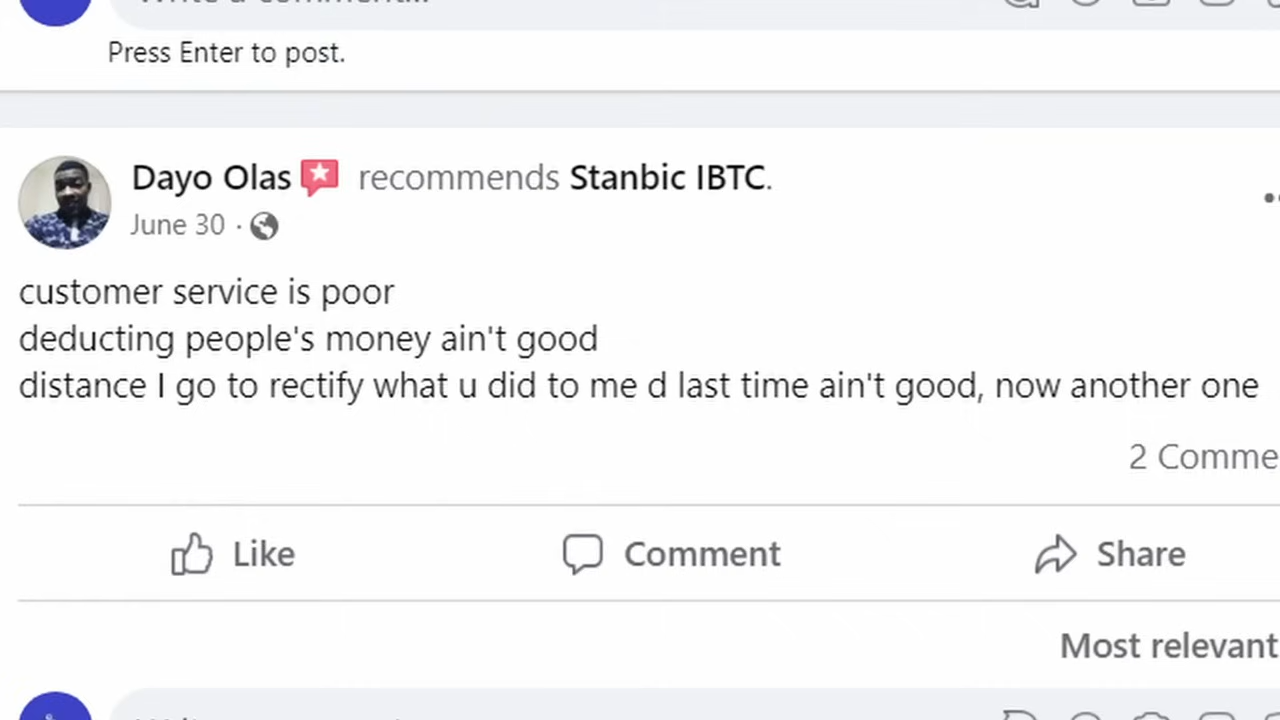 Press Enter to post.
Dayo Olas recommends Stanbic IBTC.
June 30 ·
customer service is poor
deducting people's money ain't good
distance I go to rectify what u did to me d last time ain't good, now another one
2 Comme
Like Comment Share
Most relevant